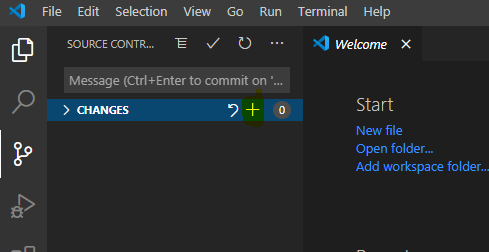 File Edit View Go Run Terminal Help
SOURCE CONTR...
Welcome
Message (Ctrl+Enter to commit on '...
CHANGES 0
Start
New file
Open folder...
Add workspace folder...